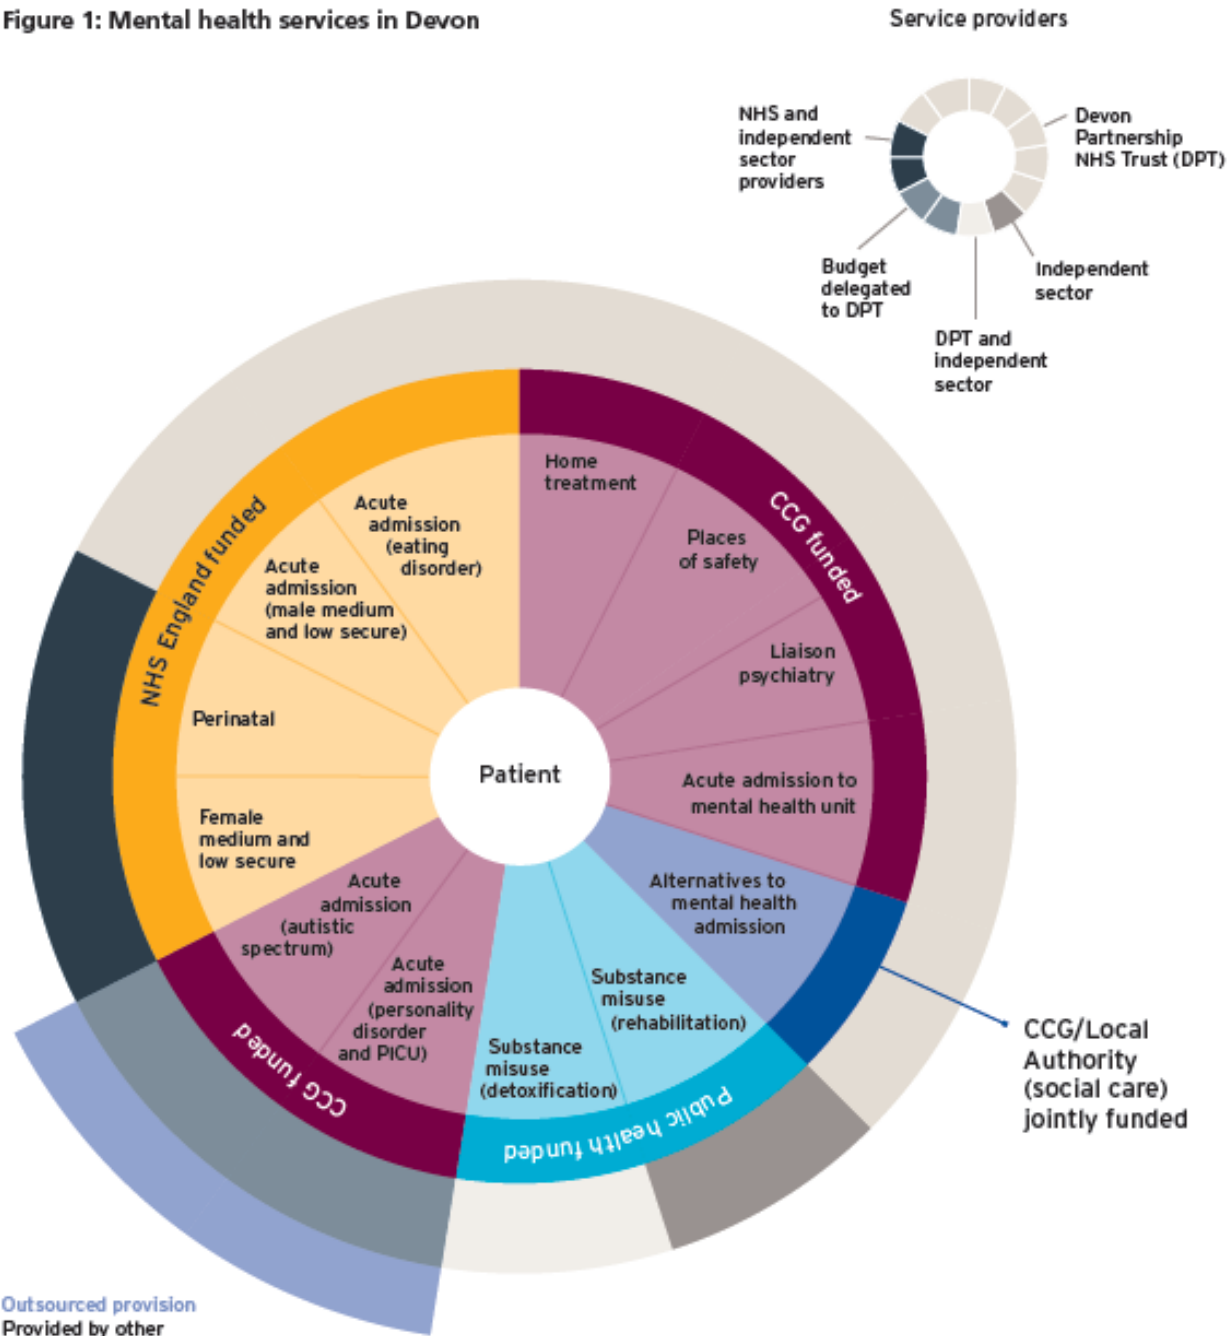 Figure 1: Mental health services in Devon
Service providers
NHS and
independent
sector
providers
Devon
Partnership
NHS Trust (DPT)
Budget
delegated
to DPT
Independent
sector
DPT and
independent
sector
NHS England funded
CCG funded
Home
treatment
Places
of safety
Liaison
psychiatry
Acute admission to
mental health unit
Alternatives to
mental health
admission
Substance
misuse
(rehabilitation)
Substance
misuse
(detoxification)
Acute
admission
(personality
disorder
and PICU)
Acute
admission
(autistic
spectrum)
Female
medium and
low secure
Perinatal
Acute
admission
(male medium
and low secure)
Acute
admission
(eating
disorder)
Patient
CCG funded
Public health funded
CCG/Local
Authority
(social care)
jointly funded
Outsourced provision
Provided by other